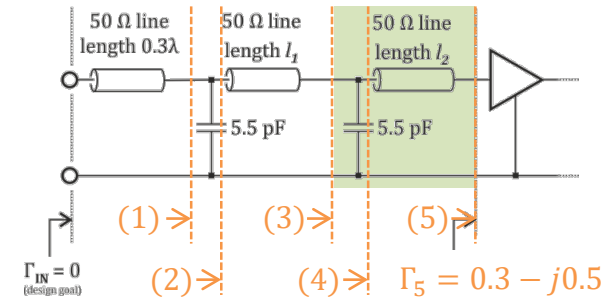 50 Ω line
length 0.3λ
50 Ω line
length l₁
50 Ω line
length l₂
5.5 pF
5.5 pF
(1)
(2)
(3)
(4)
(5)
Γ_IN = 0
(design goal)
Γ₅ = 0.3 − j0.5